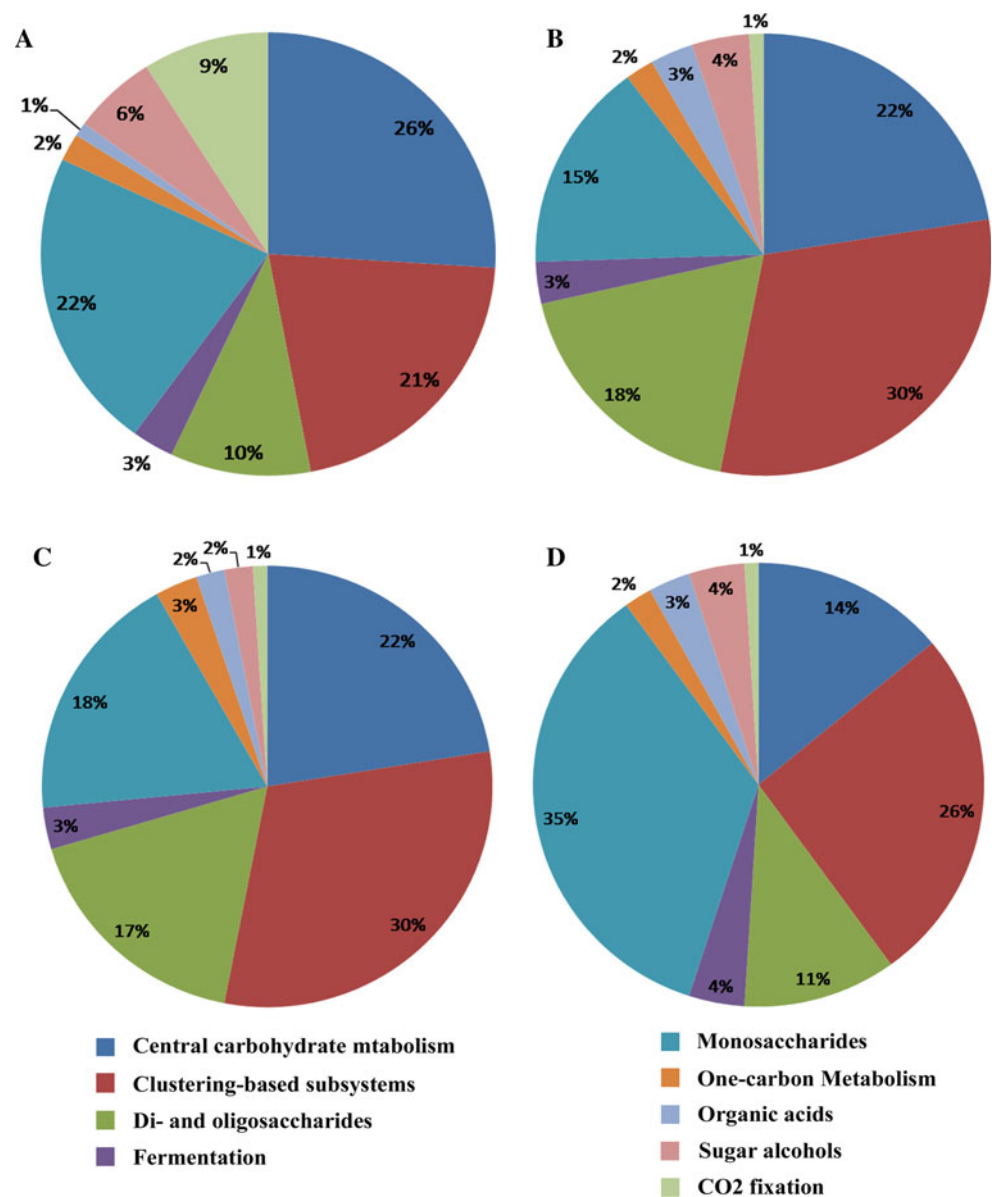 A
9%
26%
21%
10%
3%
22%
2%
1%
6%
B
1%
22%
30%
18%
3%
15%
2%
3%
4%
C
1%
22%
30%
17%
3%
18%
3%
2%
2%
D
1%
14%
26%
11%
4%
35%
2%
3%
4%
Central carbohydrate mtabolism
Clustering-based subsystems
Di- and oligosaccharides
Fermentation
Monosaccharides
One-carbon Metabolism
Organic acids
Sugar alcohols
CO2 fixation